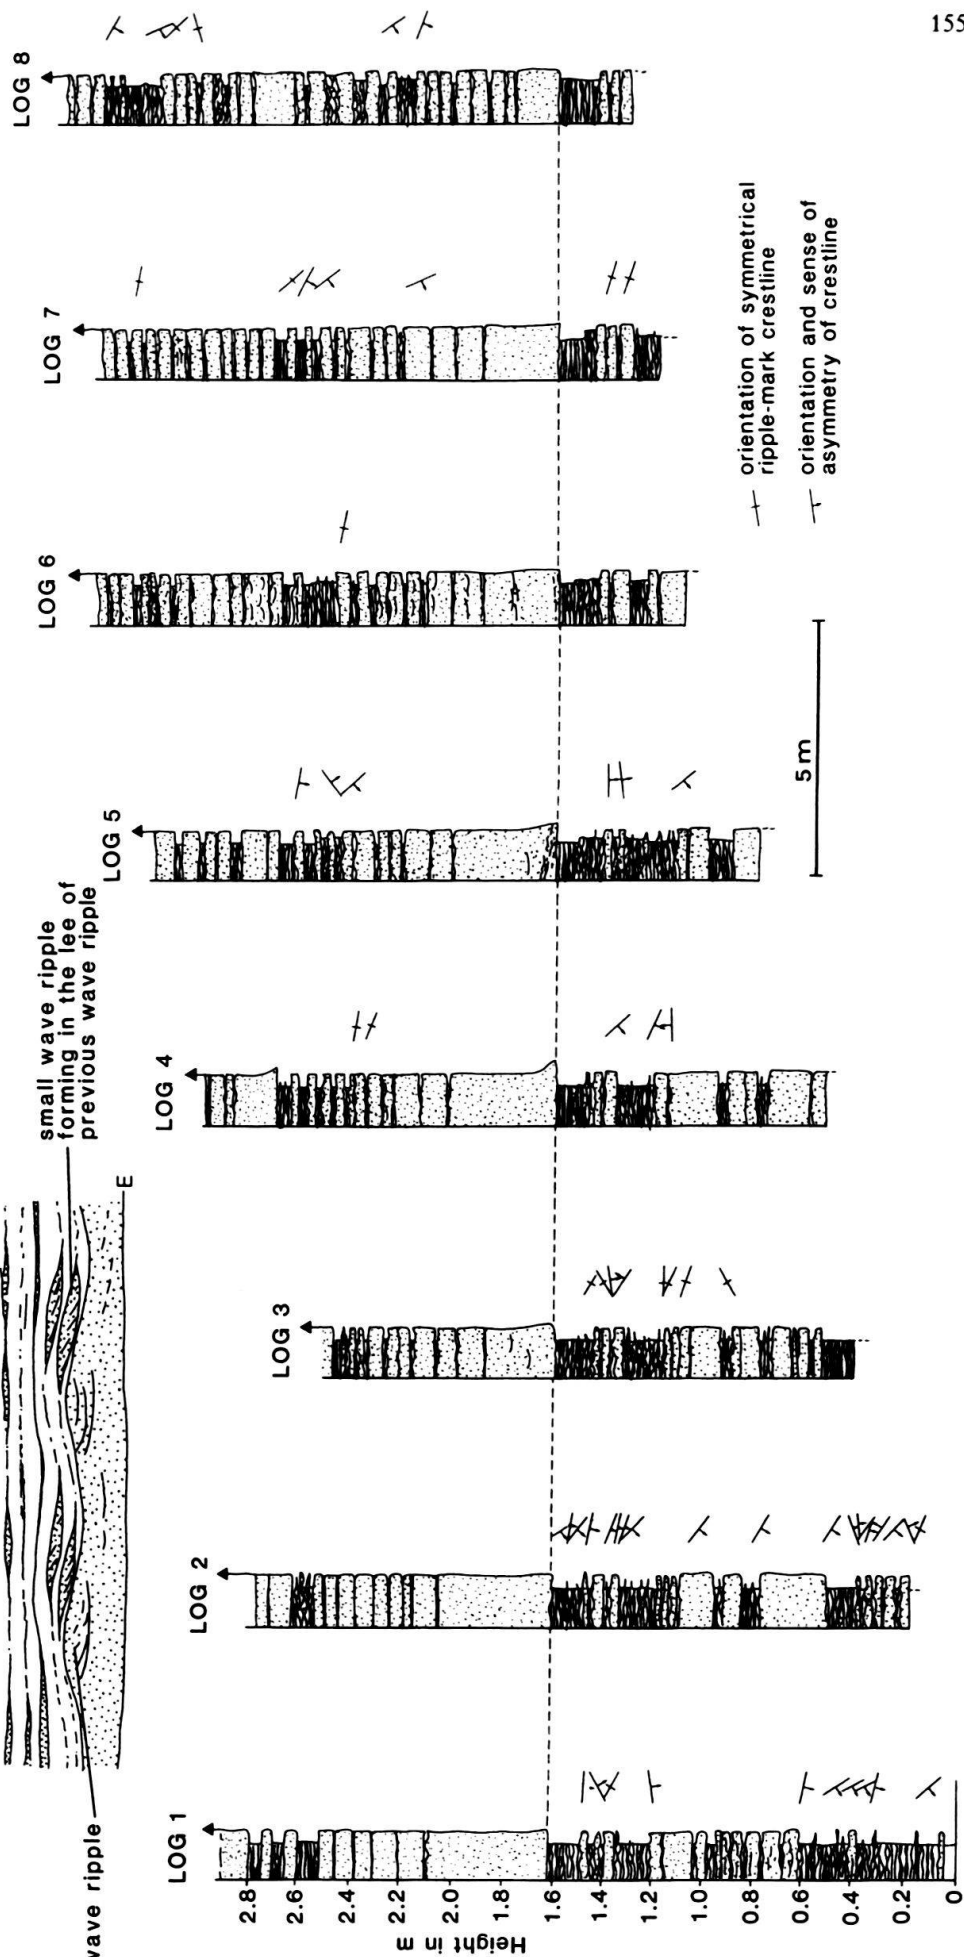 155
small wave ripple
forming in the lee of
previous wave ripple
wave ripple
E
LOG 1
LOG 2
LOG 3
LOG 4
LOG 5
LOG 6
LOG 7
LOG 8
Height in m
2.8
2.6
2.4
2.2
2.0
1.8
1.6
1.4
1.2
1.0
0.8
0.6
0.4
0.2
0
5m
orientation of symmetrical
ripple-mark crestline
orientation and sense of
asymmetry of crestline